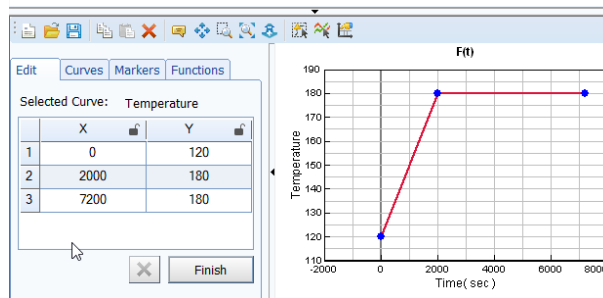 Edit Curves Markers Functions
Selected Curve: Temperature
X Y
1 0 120
2 2000 180
3 7200 180
Finish
F(t)
Temperature
190
180
170
160
150
140
130
120
110
-2000 0 2000 4000 6000 8000
Time( sec )